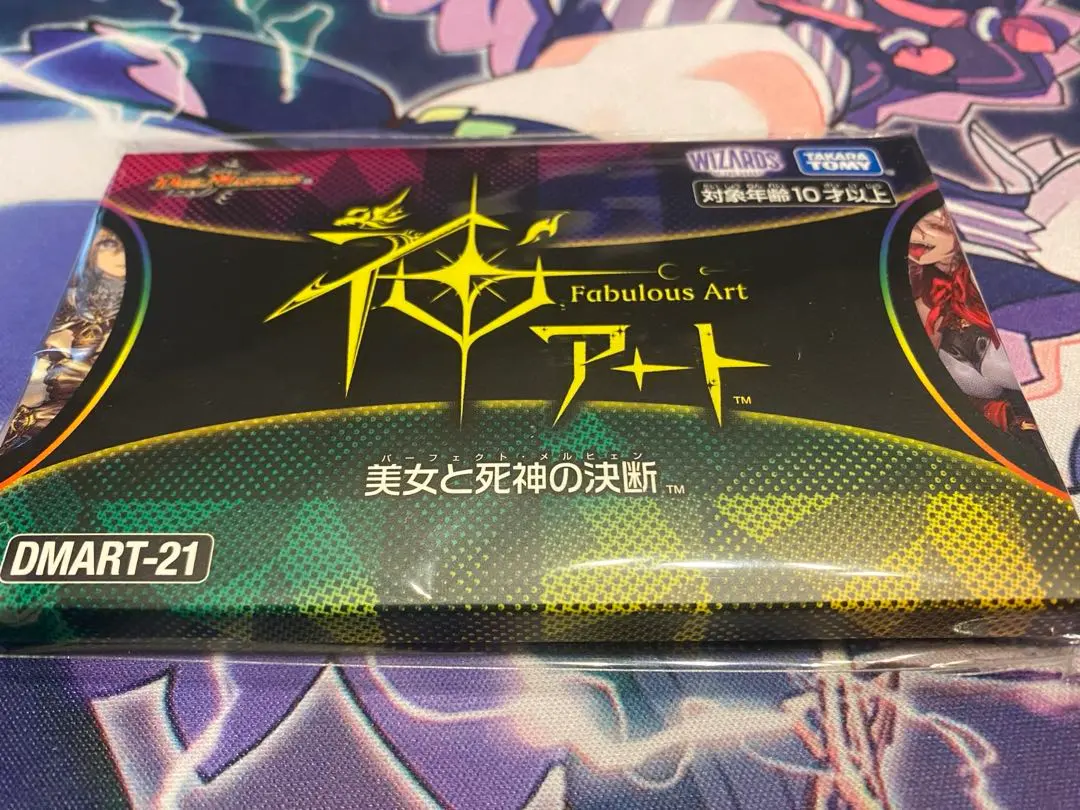 DUEL MASTERS
WIZARDS
TAKARA TOMY
対象年齢10才以上
神アート
Fabulous Art
TM
パーフェクト・メルヒェン
美女と死神の決断 TM
DMART-21